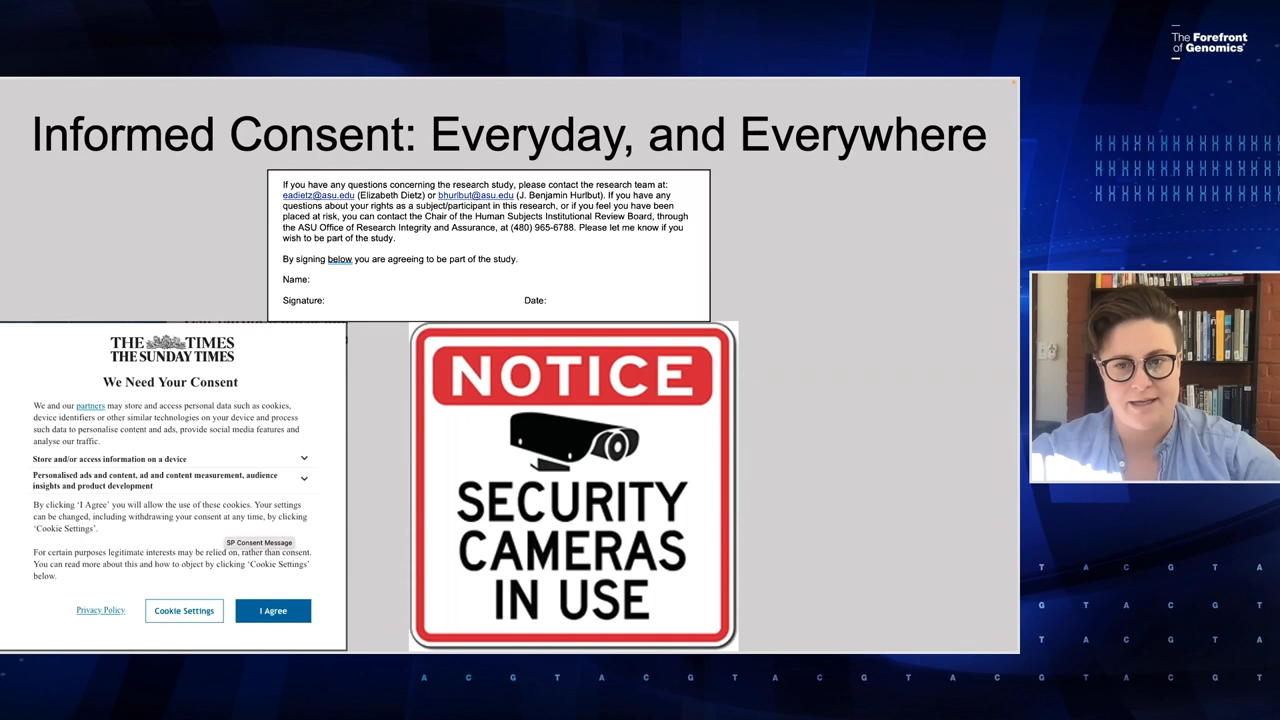 The Forefront
of Genomics®
Informed Consent: Everyday, and Everywhere
If you have any questions concerning the research study, please contact the research team at:
eadietz@asu.edu (Elizabeth Dietz) or bhurlbut@asu.edu (J. Benjamin Hurlbut). If you have any
questions about your rights as a subject/participant in this research, or if you feel you have been
placed at risk, you can contact the Chair of the Human Subjects Institutional Review Board, through
the ASU Office of Research Integrity and Assurance, at (480) 965-6788. Please let me know if you
wish to be part of the study.
By signing below you are agreeing to be part of the study.
Name:
Signature: Date:
THE TIMES
THE SUNDAY TIMES
We Need Your Consent
We and our partners may store and access personal data such as cookies,
device identifiers or other similar technologies on your device and process
such data to personalise content and ads, provide social media features and
analyse our traffic.
Store and/or access information on a device
Personalised ads and content, ad and content measurement, audience
insights and product development
By clicking ‘I Agree’ you will allow the use of these cookies. Your settings
can be changed, including withdrawing your consent at any time, by clicking
‘Cookie Settings’.
SP Consent Message
For certain purposes legitimate interests may be relied on, rather than consent.
You can read more about this and how to object by clicking ‘Cookie Settings’
below.
Privacy Policy Cookie Settings I Agree
NOTICE
SECURITY
CAMERAS
IN USE
T A C G T A
G T A C G T
T A C G T A
A C G T A C G T A C G T A C G T A C G T